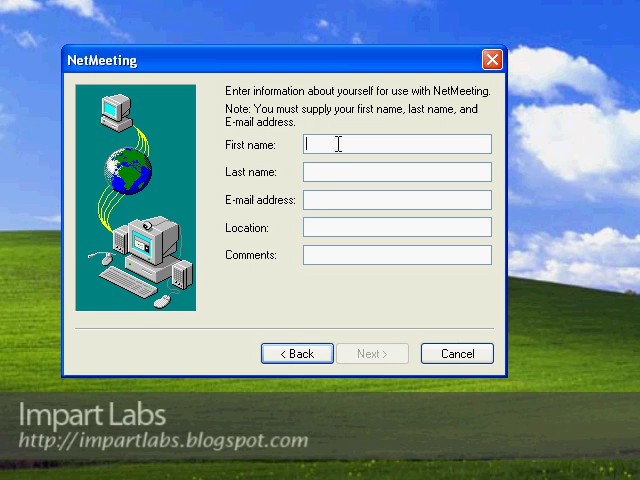 NetMeeting
Enter information about yourself for use with NetMeeting.
Note: You must supply your first name, last name, and
E-mail address.
First name:
Last name:
E-mail address:
Location:
Comments:
< Back
Next >
Cancel
Impart Labs
http://impartlabs.blogspot.com